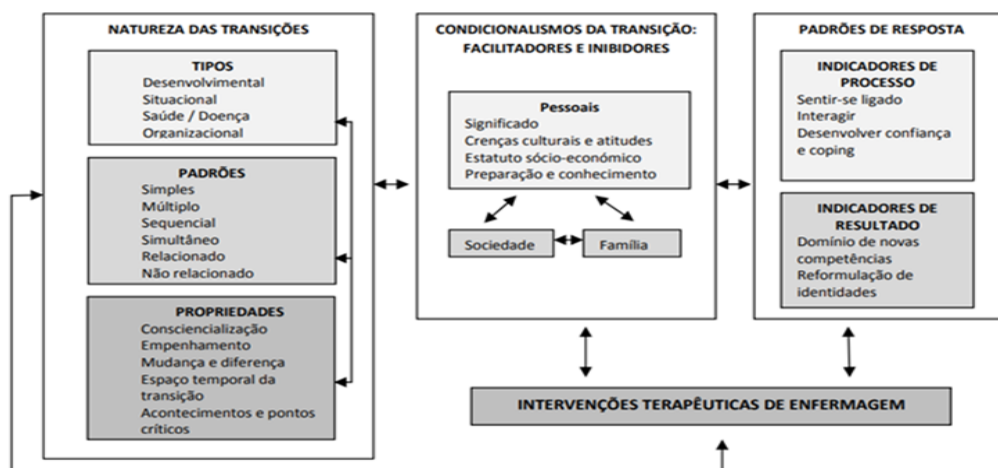 NATUREZA DAS TRANSIÇÕES
TIPOS
Desenvolvimental
Situacional
Saúde / Doença
Organizacional
PADRÕES
Simples
Múltiplo
Sequencial
Simultâneo
Relacionado
Não relacionado
PROPRIEDADES
Consciencialização
Empenhamento
Mudança e diferença
Espaço temporal da
transição
Acontecimentos e pontos
críticos
CONDICIONALISMOS DA TRANSIÇÃO:
FACILITADORES E INIBIDORES
Pessoais
Significado
Crenças culturais e atitudes
Estatuto sócio-económico
Preparação e conhecimento
Sociedade
Família
PADRÕES DE RESPOSTA
INDICADORES DE
PROCESSO
Sentir-se ligado
Interagir
Desenvolver confiança
e coping
INDICADORES DE
RESULTADO
Domínio de novas
competências
Reformulação de
identidades
INTERVENÇÕES TERAPÊUTICAS DE ENFERMAGEM